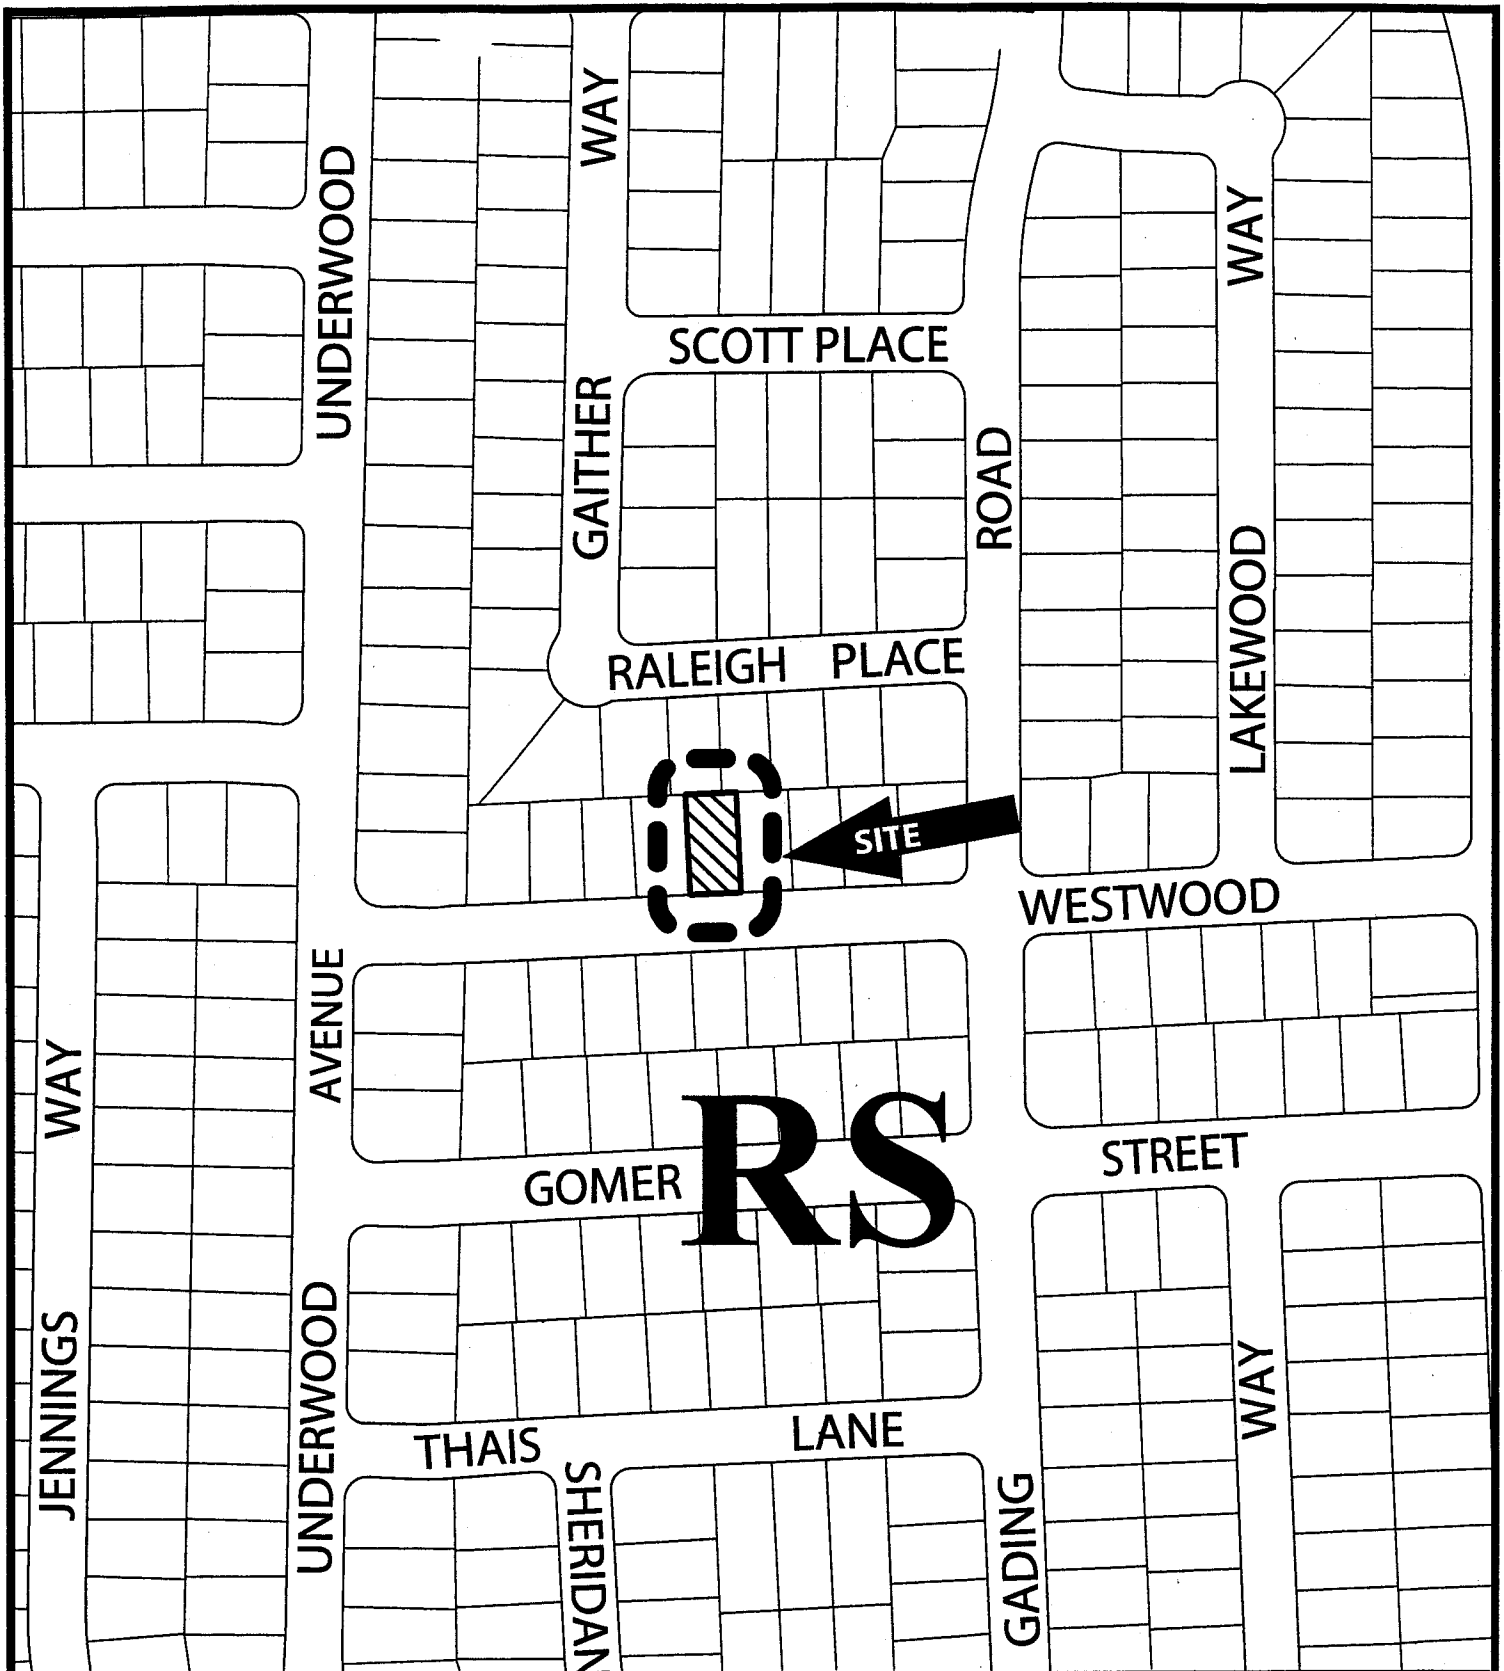 WAY
UNDERWOOD
WAY
SCOTT PLACE
GAITHER
ROAD
LAKEWOOD
RALEIGH PLACE
SITE
WESTWOOD
AVENUE
WAY
RS
STREET
GOMER
UNDERWOOD
JENNINGS
WAY
LANE
THAIS
SHERIDAN
GADING